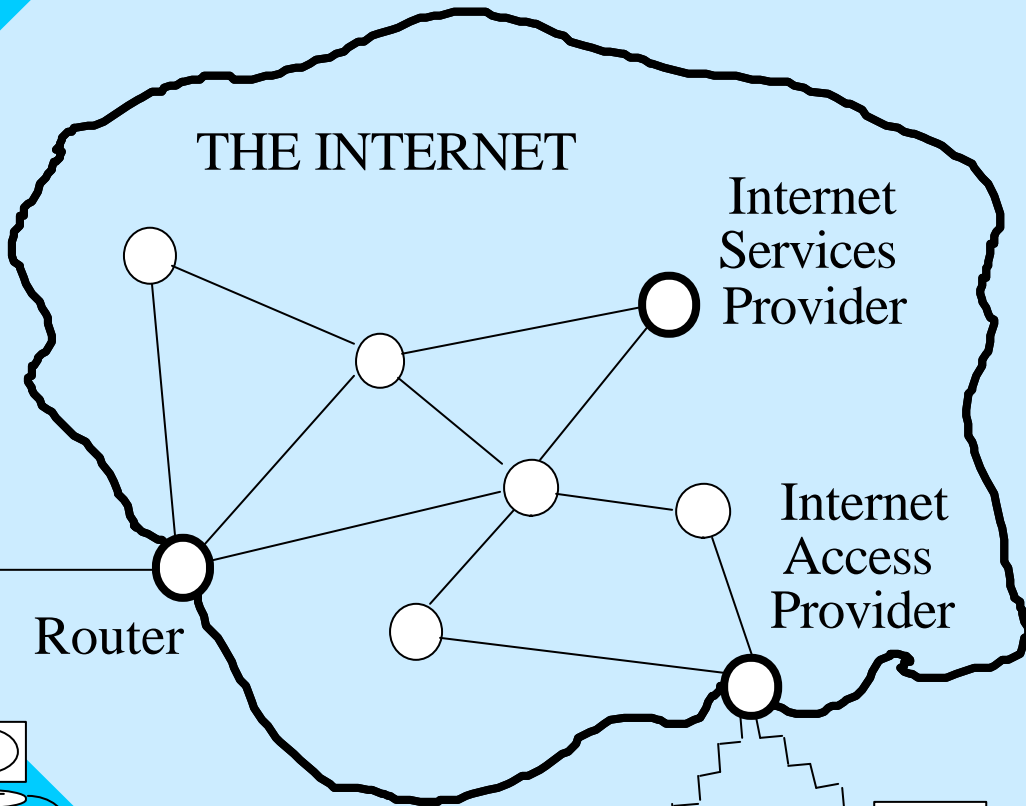 THE INTERNET
Internet
Services
Provider
Internet
Access
Provider
Router